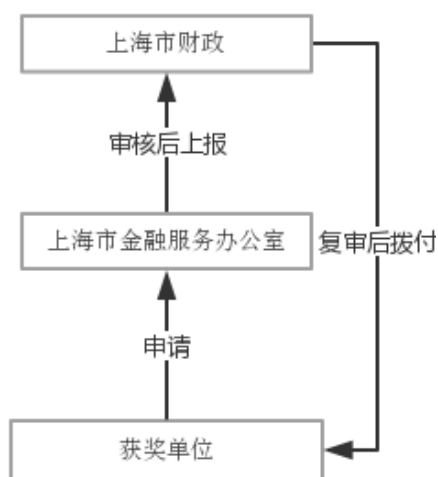 上海市财政
审核后上报
上海市金融服务办公室
复审后拨付
申请
获奖单位